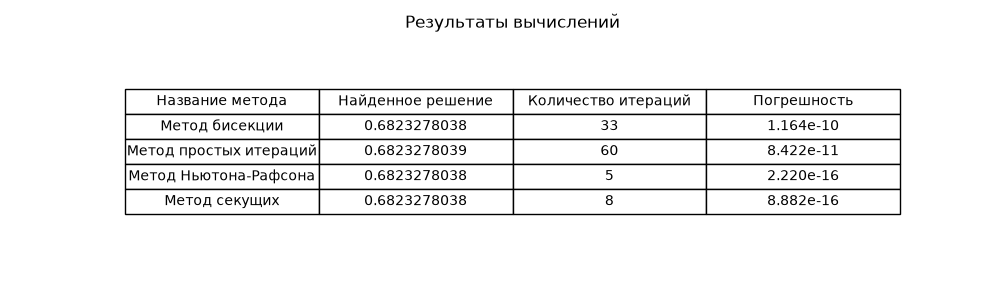 Результаты вычислений
Название метода Найденное решение Количество итераций Погрешность
Метод бисекции 0.6823278038 33 1.164e-10
Метод простых итераций 0.6823278039 60 8.422e-11
Метод Ньютона-Рафсона 0.6823278038 5 2.220e-16
Метод секущих 0.6823278038 8 8.882e-16